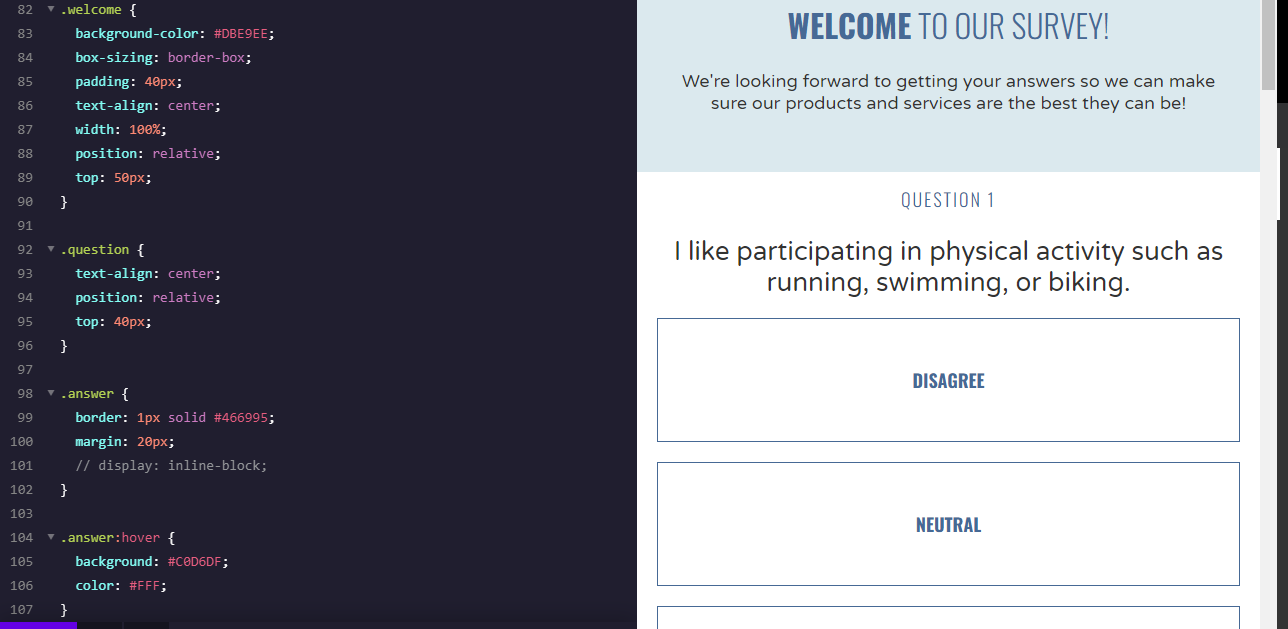 82 ▼ .welcome {
83 background-color: #DBE9EE;
84 box-sizing: border-box;
85 padding: 40px;
86 text-align: center;
87 width: 100%;
88 position: relative;
89 top: 50px;
90 }
91
92 ▼ .question {
93 text-align: center;
94 position: relative;
95 top: 40px;
96 }
97
98 ▼ .answer {
99 border: 1px solid #466995;
100 margin: 20px;
101 // display: inline-block;
102 }
103
104 ▼ .answer:hover {
105 background: #C0D6DF;
106 color: #FFF;
107 }
WELCOME TO OUR SURVEY!
We're looking forward to getting your answers so we can make
sure our products and services are the best they can be!
QUESTION 1
I like participating in physical activity such as
running, swimming, or biking.
DISAGREE
NEUTRAL